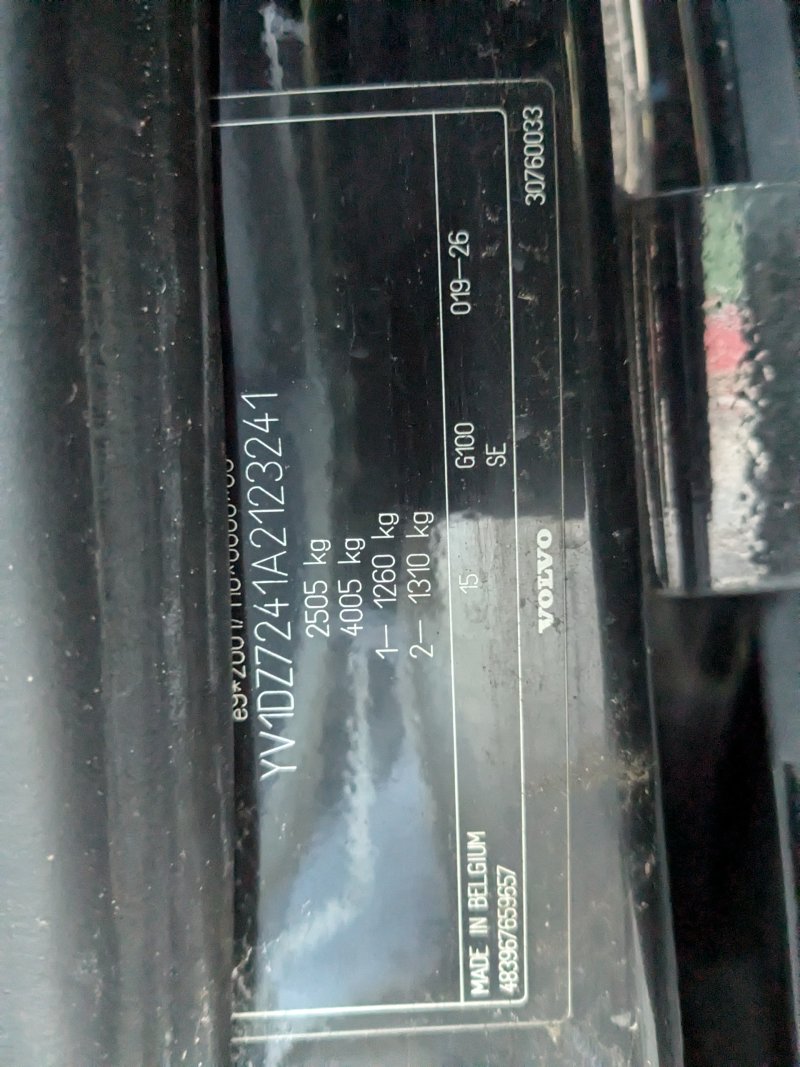 YV1DZ7241A2123241
2505 kg
4005 kg
1– 1260 kg
2– 1310 kg
15 G100 019–26
MADE IN BELGIUM SE
483967659657
VOLVO 30760033